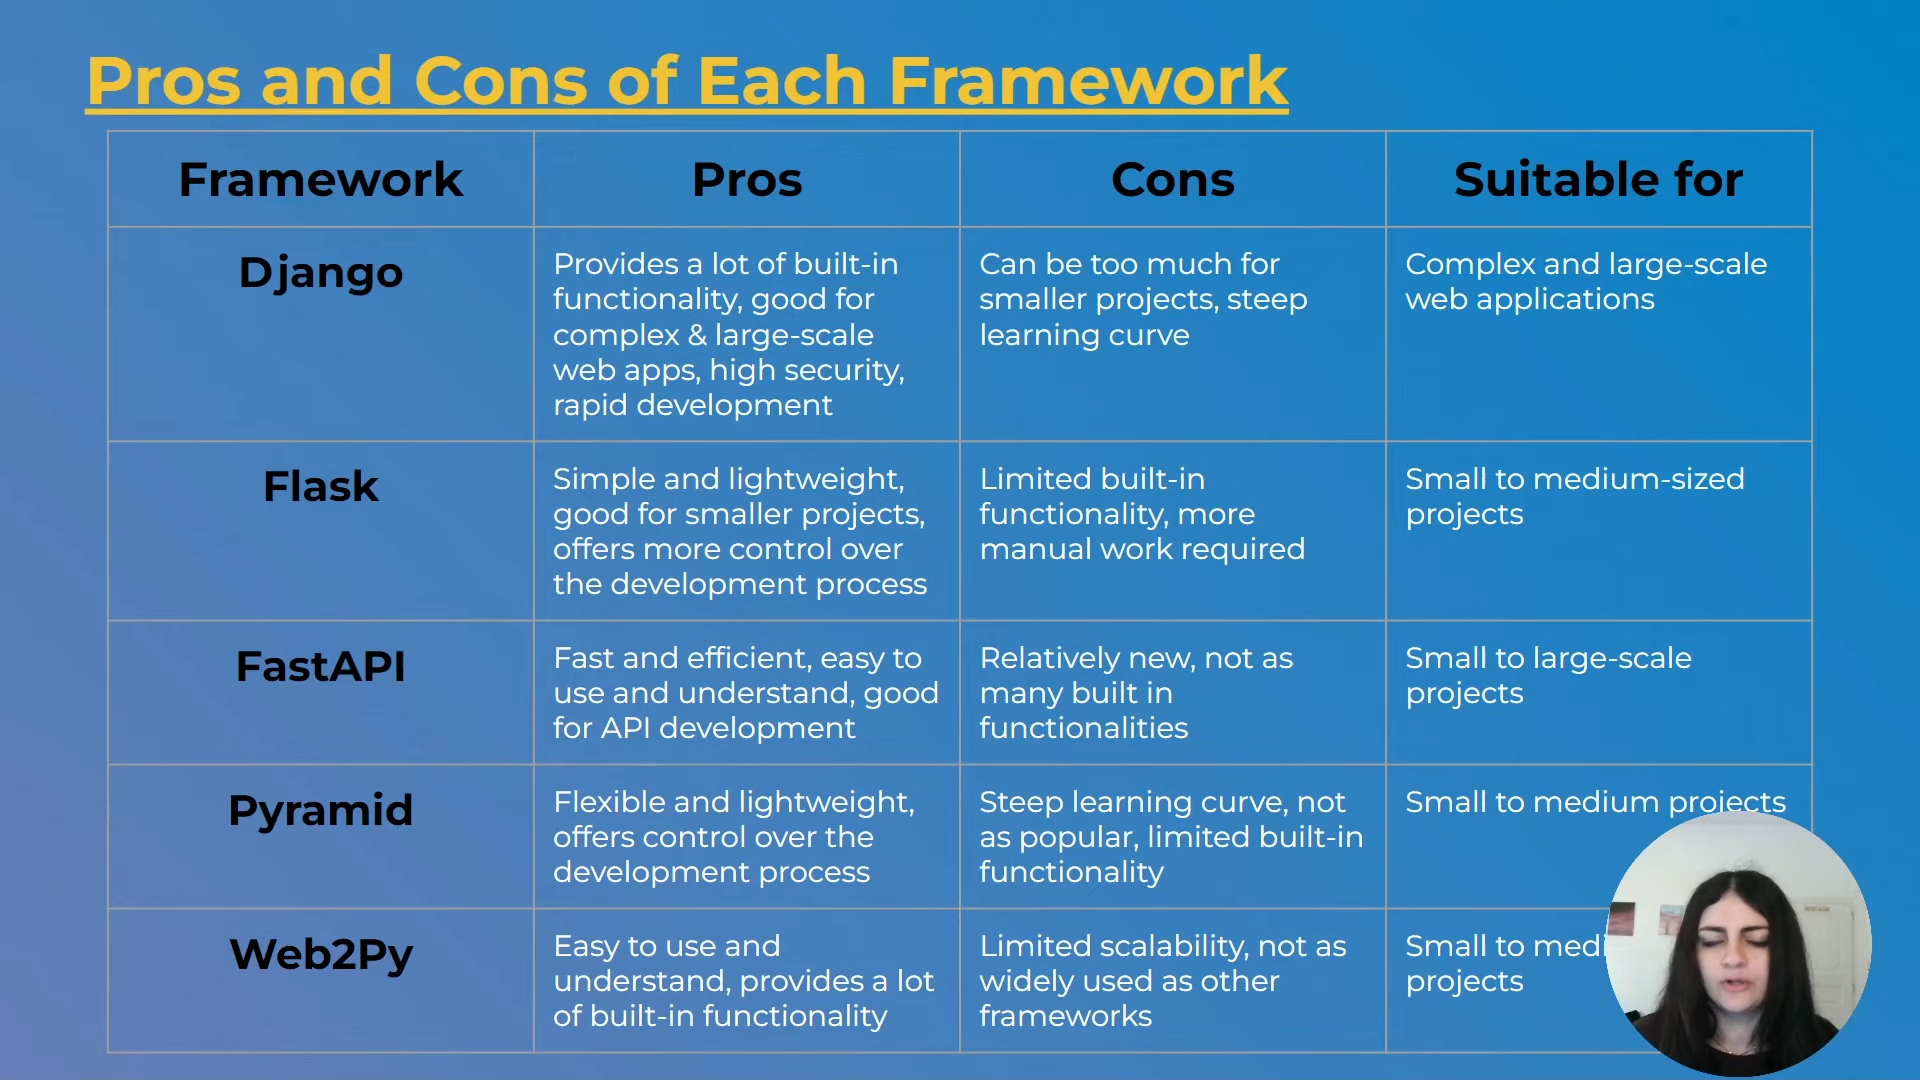 Pros and Cons of Each Framework
Framework
Pros
Cons
Suitable for
Django
Provides a lot of built-in
functionality, good for
complex & large-scale
web apps, high security,
rapid development
Can be too much for
smaller projects, steep
learning curve
Complex and large-scale
web applications
Flask
Simple and lightweight,
good for smaller projects,
offers more control over
the development process
Limited built-in
functionality, more
manual work required
Small to medium-sized
projects
FastAPI
Fast and efficient, easy to
use and understand, good
for API development
Relatively new, not as
many built in
functionalities
Small to large-scale
projects
Pyramid
Flexible and lightweight,
offers control over the
development process
Steep learning curve, not
as popular, limited built-in
functionality
Small to medium projects
Web2Py
Easy to use and
understand, provides a lot
of built-in functionality
Limited scalability, not as
widely used as other
frameworks
Small to
projects